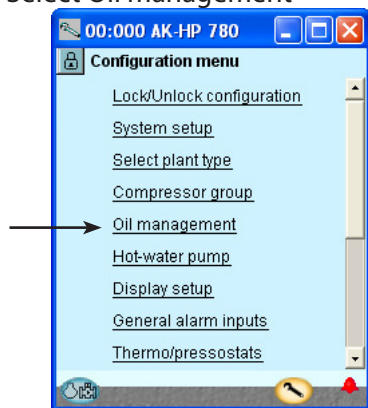 Select Oil management
00:000 AK-HP 780
Configuration menu
Lock/Unlock configuration
System setup
Select plant type
Compressor group
Oil management
Hot-water pump
Display setup
General alarm inputs
Thermo/pressostats